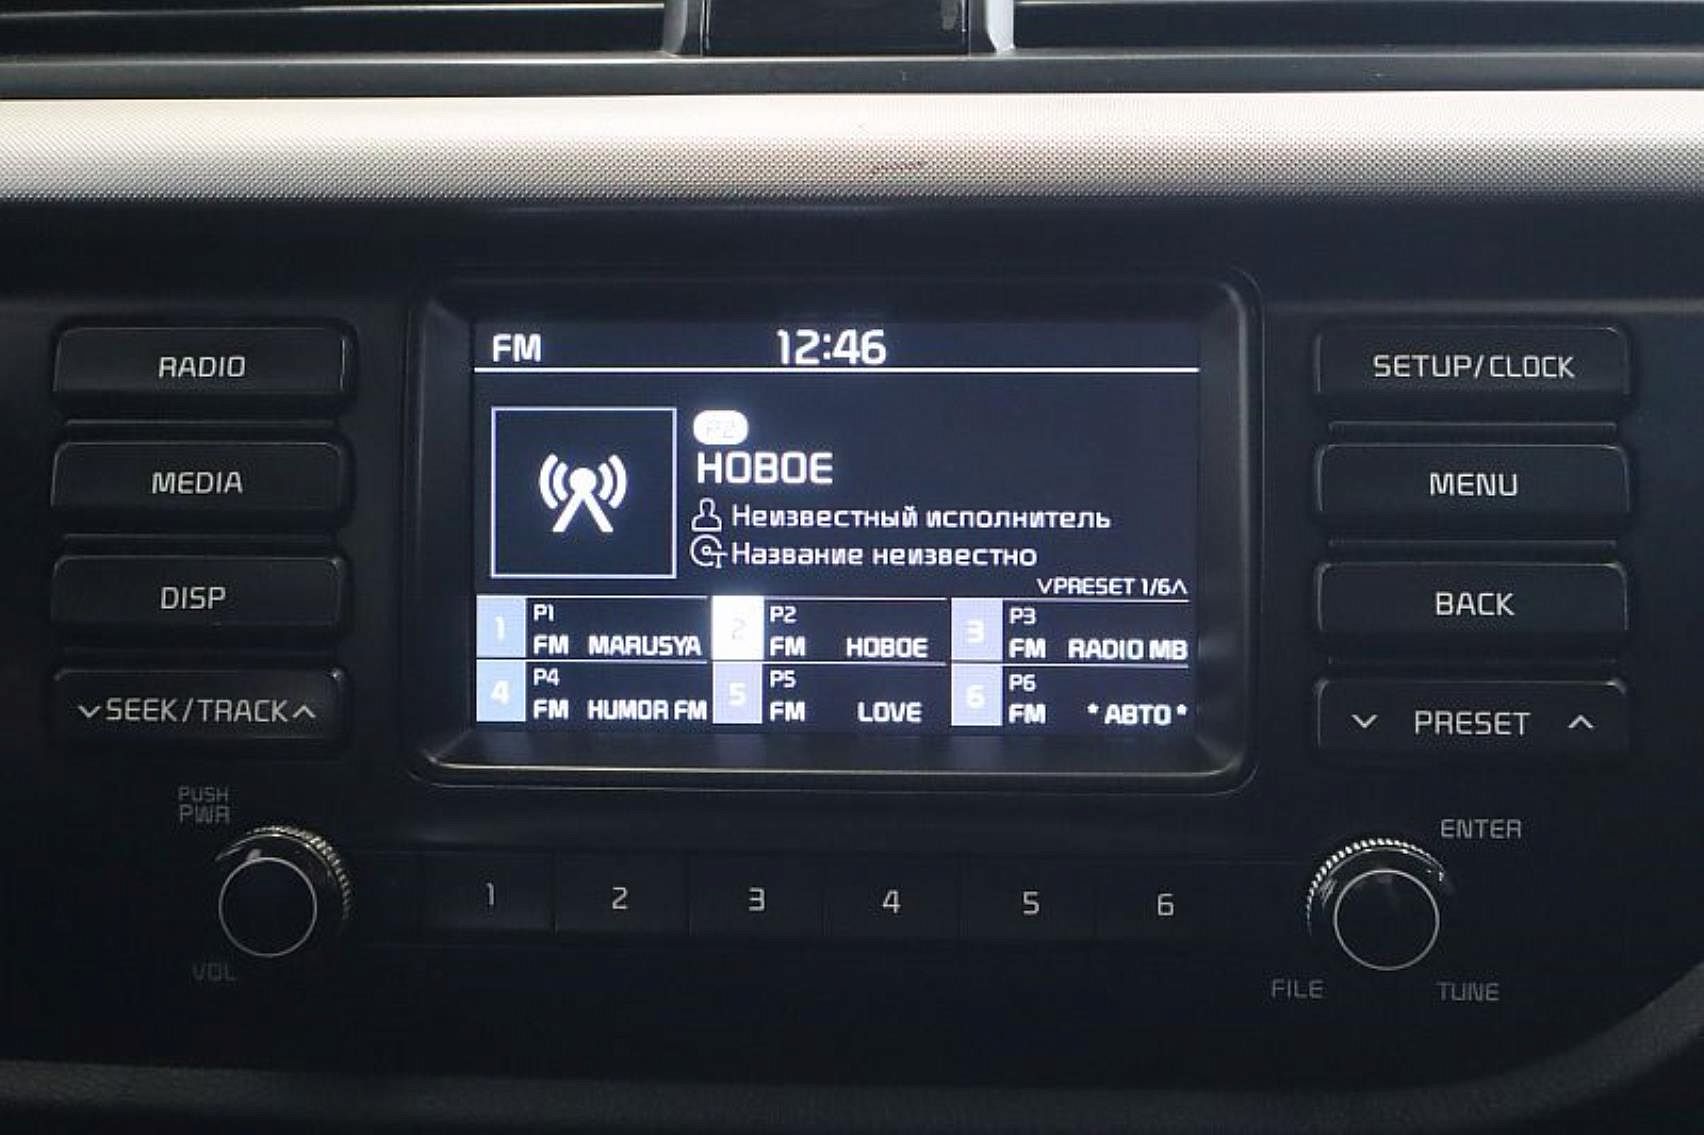 FM 12:46
P2
НОВОЕ
Неизвестный исполнитель
Название неизвестно
PRESET 1/6
1 P1 FM MARUSYA
2 P2 FM НОВОЕ
3 P3 FM RADIO MB
4 P4 FM HUMOR FM
5 P5 FM LOVE
6 P6 FM * АВТО *
RADIO
MEDIA
DISP
SEEK/TRACK
SETUP/CLOCK
MENU
BACK
PRESET
PUSH
PWR
VOL
1 2 3 4 5 6
ENTER
FILE
TUNE